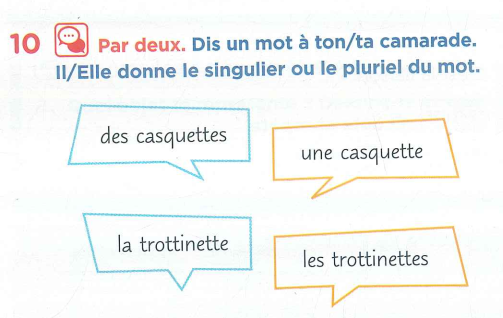 10 Par deux. Dis un mot à ton/ta camarade.
Il/Elle donne le singulier ou le pluriel du mot.
des casquettes
une casquette
la trottinette
les trottinettes